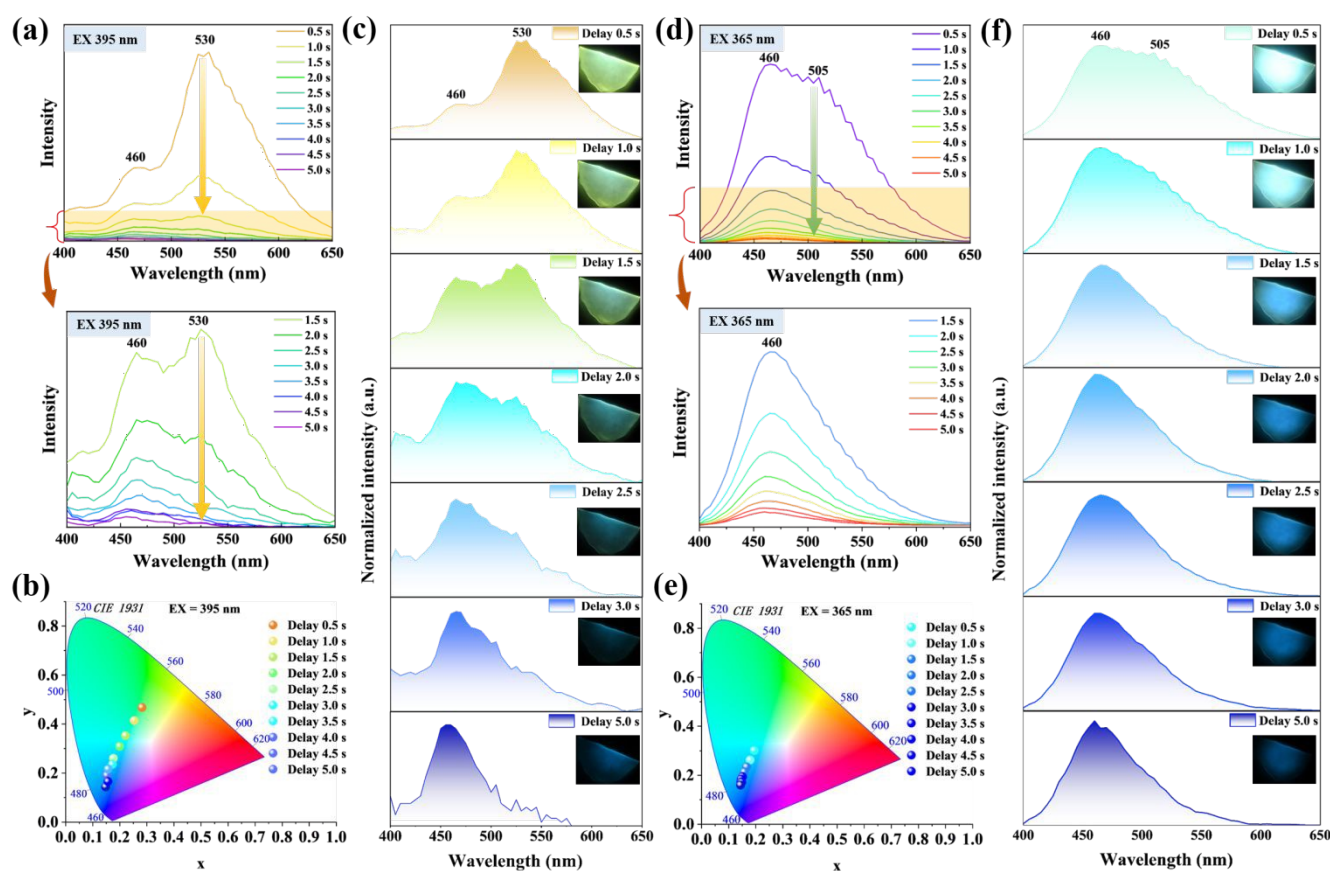 (a)
EX 395 nm
530
460
0.5 s
1.0 s
1.5 s
2.0 s
2.5 s
3.0 s
3.5 s
4.0 s
4.5 s
5.0 s
Intensity
400 450 500 550 600 650
Wavelength (nm)
EX 395 nm
530
460
1.5 s
2.0 s
2.5 s
3.0 s
3.5 s
4.0 s
4.5 s
5.0 s
Intensity
400 450 500 550 600 650
Wavelength (nm)
(b)
CIE 1931
EX = 395 nm
520
540
560
580
600
620
500
480
460
Delay 0.5 s
Delay 1.0 s
Delay 1.5 s
Delay 2.0 s
Delay 2.5 s
Delay 3.0 s
Delay 3.5 s
Delay 4.0 s
Delay 4.5 s
Delay 5.0 s
0.8
0.6
0.4
0.2
0.0
y
0.0 0.1 0.2 0.3 0.4 0.5 0.6 0.7 0.8 0.9 1.0
x
(c)
530
460
Delay 0.5 s
Delay 1.0 s
Delay 1.5 s
Delay 2.0 s
Delay 2.5 s
Delay 3.0 s
Delay 5.0 s
Normalized intensity (a.u.)
400 450 500 550 600 650
Wavelength (nm)
(d)
EX 365 nm
460
505
0.5 s
1.0 s
1.5 s
2.0 s
2.5 s
3.0 s
3.5 s
4.0 s
4.5 s
5.0 s
Intensity
400 450 500 550 600 650
Wavelength (nm)
EX 365 nm
460
1.5 s
2.0 s
2.5 s
3.0 s
3.5 s
4.0 s
4.5 s
5.0 s
Intensity
400 450 500 550 600 650
Wavelength (nm)
(e)
CIE 1931
EX = 365 nm
520
540
560
580
600
620
500
480
460
Delay 0.5 s
Delay 1.0 s
Delay 1.5 s
Delay 2.0 s
Delay 2.5 s
Delay 3.0 s
Delay 3.5 s
Delay 4.0 s
Delay 4.5 s
Delay 5.0 s
0.8
0.6
0.4
0.2
0.0
y
0.0 0.1 0.2 0.3 0.4 0.5 0.6 0.7 0.8 0.9 1.0
x
(f)
460
505
Delay 0.5 s
Delay 1.0 s
Delay 1.5 s
Delay 2.0 s
Delay 2.5 s
Delay 3.0 s
Delay 5.0 s
Normalized intensity (a.u.)
400 450 500 550 600 650
Wavelength (nm)